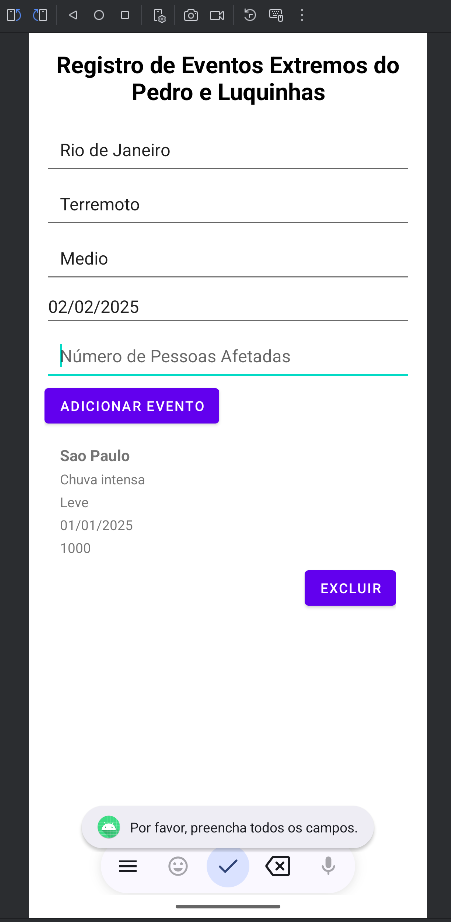 Registro de Eventos Extremos do
Pedro e Luquinhas
Rio de Janeiro
Terremoto
Medio
02/02/2025
Número de Pessoas Afetadas
ADICIONAR EVENTO
Sao Paulo
Chuva intensa
Leve
01/01/2025
1000
EXCLUIR
Por favor, preencha todos os campos.